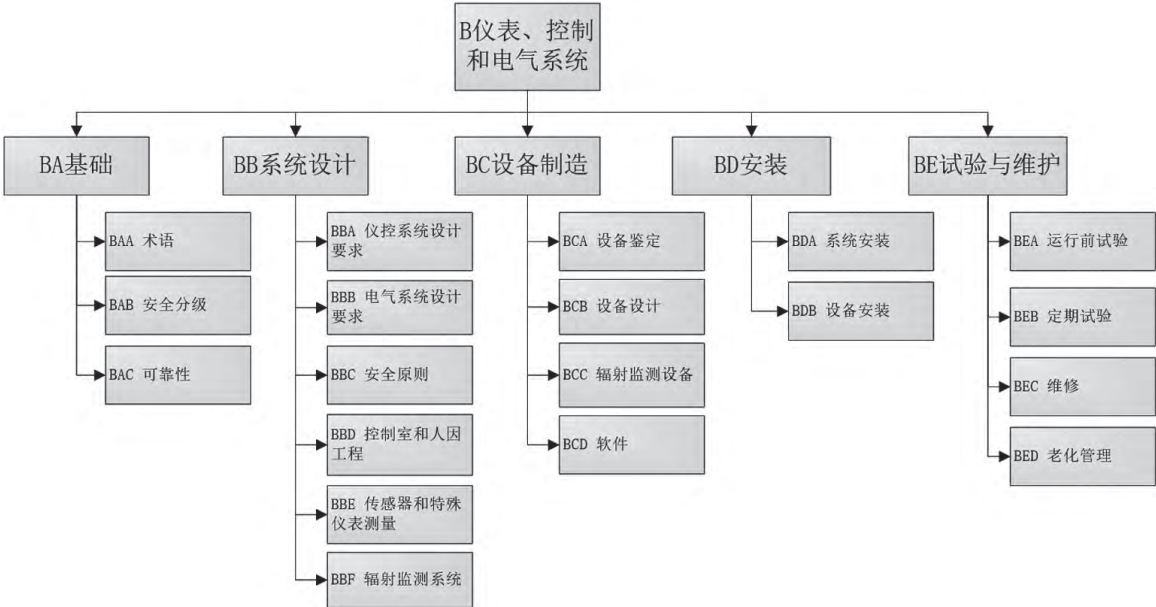 B仪表、控制
和电气系统
BA基础
BAA 术语
BAB 安全分级
BAC 可靠性
BB系统设计
BBA 仪控系统设计
要求
BBB 电气系统设计
要求
BBC 安全原则
BBD 控制室和人因
工程
BBE 传感器和特殊
仪表测量
BBF 辐射监测系统
BC设备制造
BCA 设备鉴定
BCB 设备设计
BCC 辐射监测设备
BCD 软件
BD安装
BDA 系统安装
BDB 设备安装
BE试验与维护
BEA 运行前试验
BEB 定期试验
BEC 维修
BED 老化管理